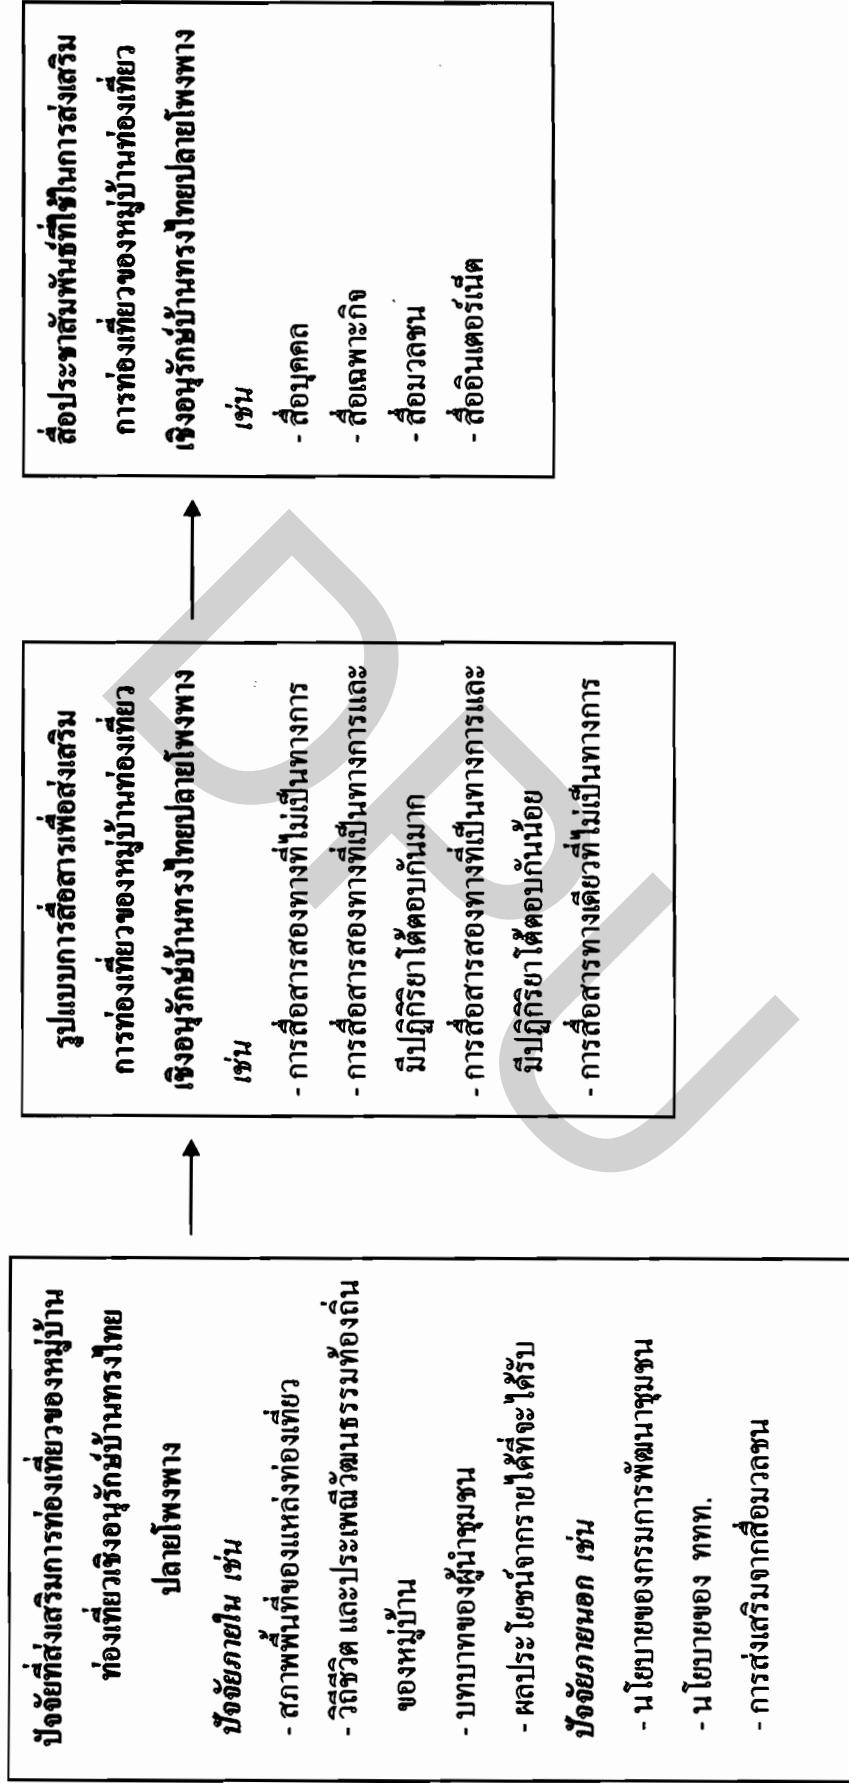 ปัจจัยที่ส่งเสริมการท่องเที่ยวของหมู่บ้าน
ท่องเที่ยวเชิงอนุรักษ์บ้านทรงไทย
ปลายโพงพาง
ปัจจัยภายใน เช่น
- สภาพพื้นที่ของแหล่งท่องเที่ยว
- วิถีชีวิต และประเพณีวัฒนธรรมท้องถิ่น
ของหมู่บ้าน
- บทบาทของผู้นำชุมชน
- ผลประโยชน์จากรายได้ที่จะได้รับ
ปัจจัยภายนอก เช่น
- นโยบายของกรมการพัฒนาชุมชน
- นโยบายของ ททท.
- การส่งเสริมจากสื่อมวลชน
รูปแบบการสื่อสารเพื่อส่งเสริม
การท่องเที่ยวของหมู่บ้านท่องเที่ยว
เชิงอนุรักษ์บ้านทรงไทยปลายโพงพาง
เช่น
- การสื่อสารสองทางที่ไม่เป็นทางการ
- การสื่อสารสองทางที่เป็นทางการและ
มีปฏิกิริยาโต้ตอบกันมาก
- การสื่อสารสองทางที่เป็นทางการและ
มีปฏิกิริยาโต้ตอบกันน้อย
- การสื่อสารทางเดียวที่ไม่เป็นทางการ
สื่อประชาสัมพันธ์ที่ใช้ในการส่งเสริม
การท่องเที่ยวของหมู่บ้านท่องเที่ยว
เชิงอนุรักษ์บ้านทรงไทยปลายโพงพาง
เช่น
- สื่อบุคคล
- สื่อเฉพาะกิจ
- สื่อมวลชน
- สื่ออินเตอร์เน็ต
DPU